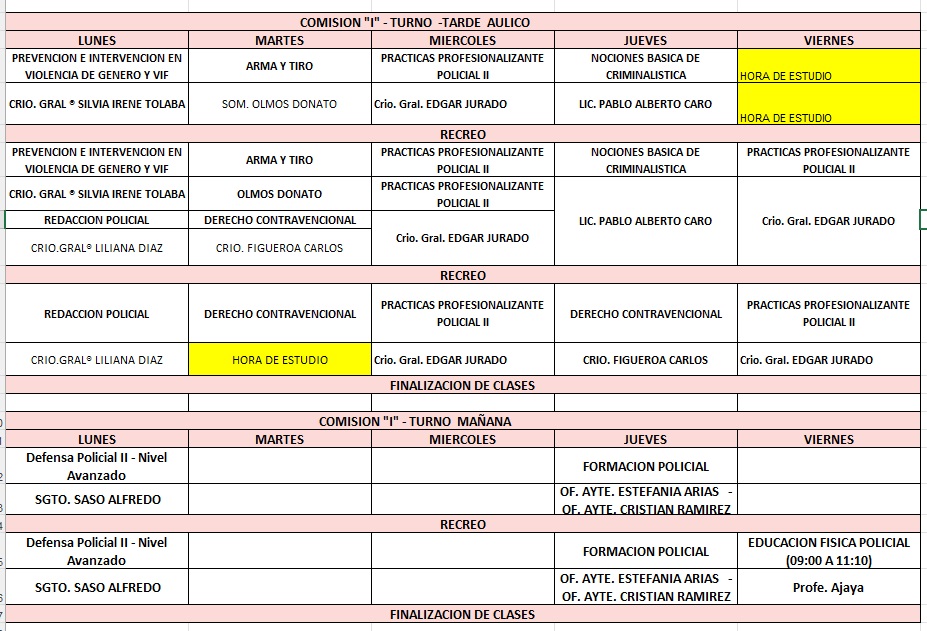 COMISION "I" - TURNO -TARDE AULICO
LUNES MARTES MIERCOLES JUEVES VIERNES
PREVENCION E INTERVENCION EN VIOLENCIA DE GENERO Y VIF ARMA Y TIRO PRACTICAS PROFESIONALIZANTE POLICIAL II NOCIONES BASICA DE CRIMINALISTICA HORA DE ESTUDIO
CRIO. GRAL ® SILVIA IRENE TOLABA SOM. OLMOS DONATO Crio. Gral. EDGAR JURADO LIC. PABLO ALBERTO CARO HORA DE ESTUDIO
RECREO
PREVENCION E INTERVENCION EN VIOLENCIA DE GENERO Y VIF ARMA Y TIRO PRACTICAS PROFESIONALIZANTE POLICIAL II NOCIONES BASICA DE CRIMINALISTICA PRACTICAS PROFESIONALIZANTE POLICIAL II
CRIO. GRAL ® SILVIA IRENE TOLABA OLMOS DONATO PRACTICAS PROFESIONALIZANTE POLICIAL II LIC. PABLO ALBERTO CARO Crio. Gral. EDGAR JURADO
REDACCION POLICIAL DERECHO CONTRAVENCIONAL Crio. Gral. EDGAR JURADO
CRIO.GRAL® LILIANA DIAZ CRIO. FIGUEROA CARLOS
RECREO
REDACCION POLICIAL DERECHO CONTRAVENCIONAL PRACTICAS PROFESIONALIZANTE POLICIAL II DERECHO CONTRAVENCIONAL PRACTICAS PROFESIONALIZANTE POLICIAL II
CRIO.GRAL® LILIANA DIAZ HORA DE ESTUDIO Crio. Gral. EDGAR JURADO CRIO. FIGUEROA CARLOS Crio. Gral. EDGAR JURADO
FINALIZACION DE CLASES
COMISION "I" - TURNO MAÑANA
LUNES MARTES MIERCOLES JUEVES VIERNES
Defensa Policial II - Nivel Avanzado FORMACION POLICIAL
SGTO. SASO ALFREDO OF. AYTE. ESTEFANIA ARIAS - OF. AYTE. CRISTIAN RAMIREZ
RECREO
Defensa Policial II - Nivel Avanzado FORMACION POLICIAL EDUCACION FISICA POLICIAL (09:00 A 11:10)
SGTO. SASO ALFREDO OF. AYTE. ESTEFANIA ARIAS - OF. AYTE. CRISTIAN RAMIREZ Profe. Ajaya
FINALIZACION DE CLASES